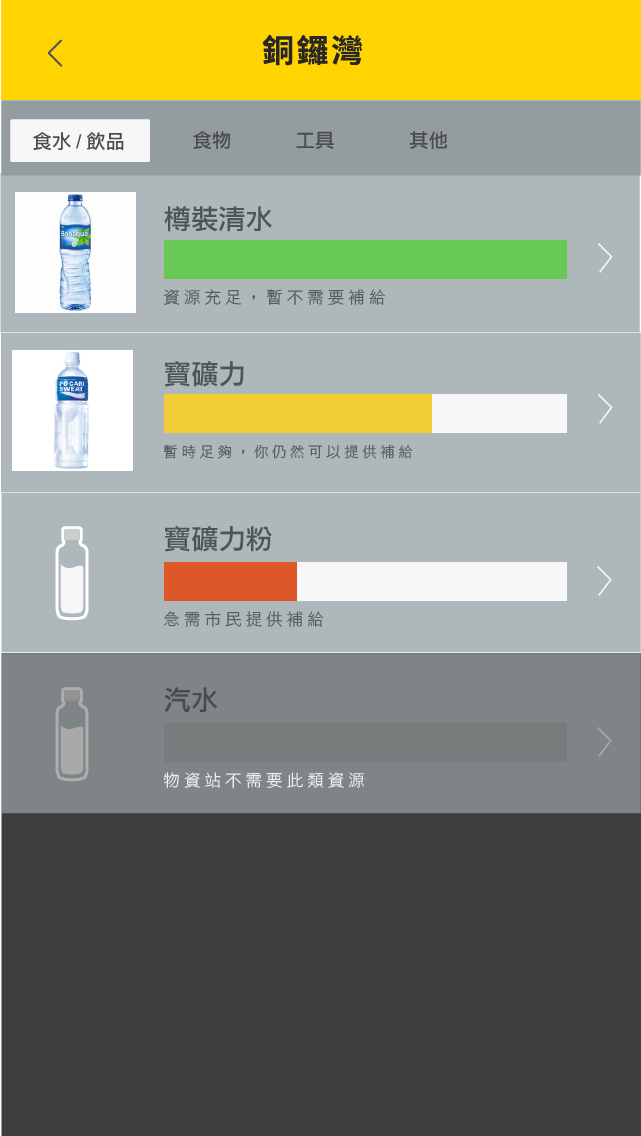 銅鑼灣
食水 / 飲品
食物
工具
其他
樽裝清水
Bonaqua
資源充足，暫不需要補給
寶礦力
POCARI
SWEAT
暫時足夠，你仍然可以提供補給
寶礦力粉
急需市民提供補給
汽水
物資站不需要此類資源